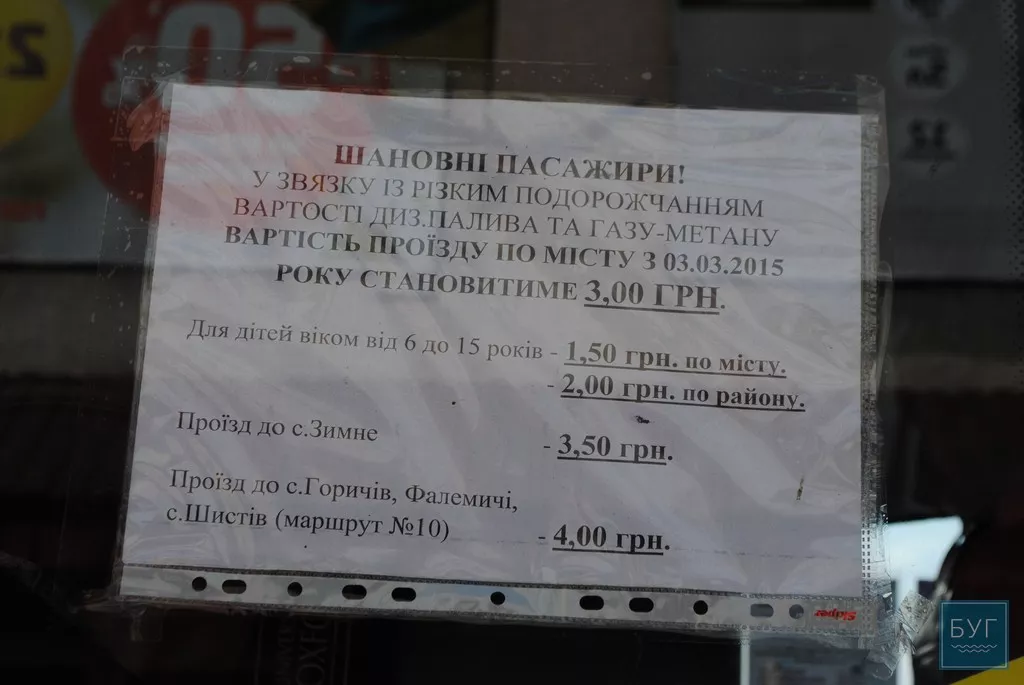 ШАНОВНІ ПАСАЖИРИ!
У ЗВЯЗКУ ІЗ РІЗКИМ ПОДОРОЖЧАННЯМ
ВАРТОСТІ ДИЗ.ПАЛИВА ТА ГАЗУ-МЕТАНУ
ВАРТІСТЬ ПРОЇЗДУ ПО МІСТУ З 03.03.2015
РОКУ СТАНОВИТИМЕ 3,00 ГРН.
Для дітей віком від 6 до 15 років - 1,50 грн. по місту.
- 2,00 грн. по району.
Проїзд до с.Зимне - 3,50 грн.
Проїзд до с.Горичів, Фалемичі,
с.Шистів (маршрут №10) - 4,00 грн.
Skiper
БУГ